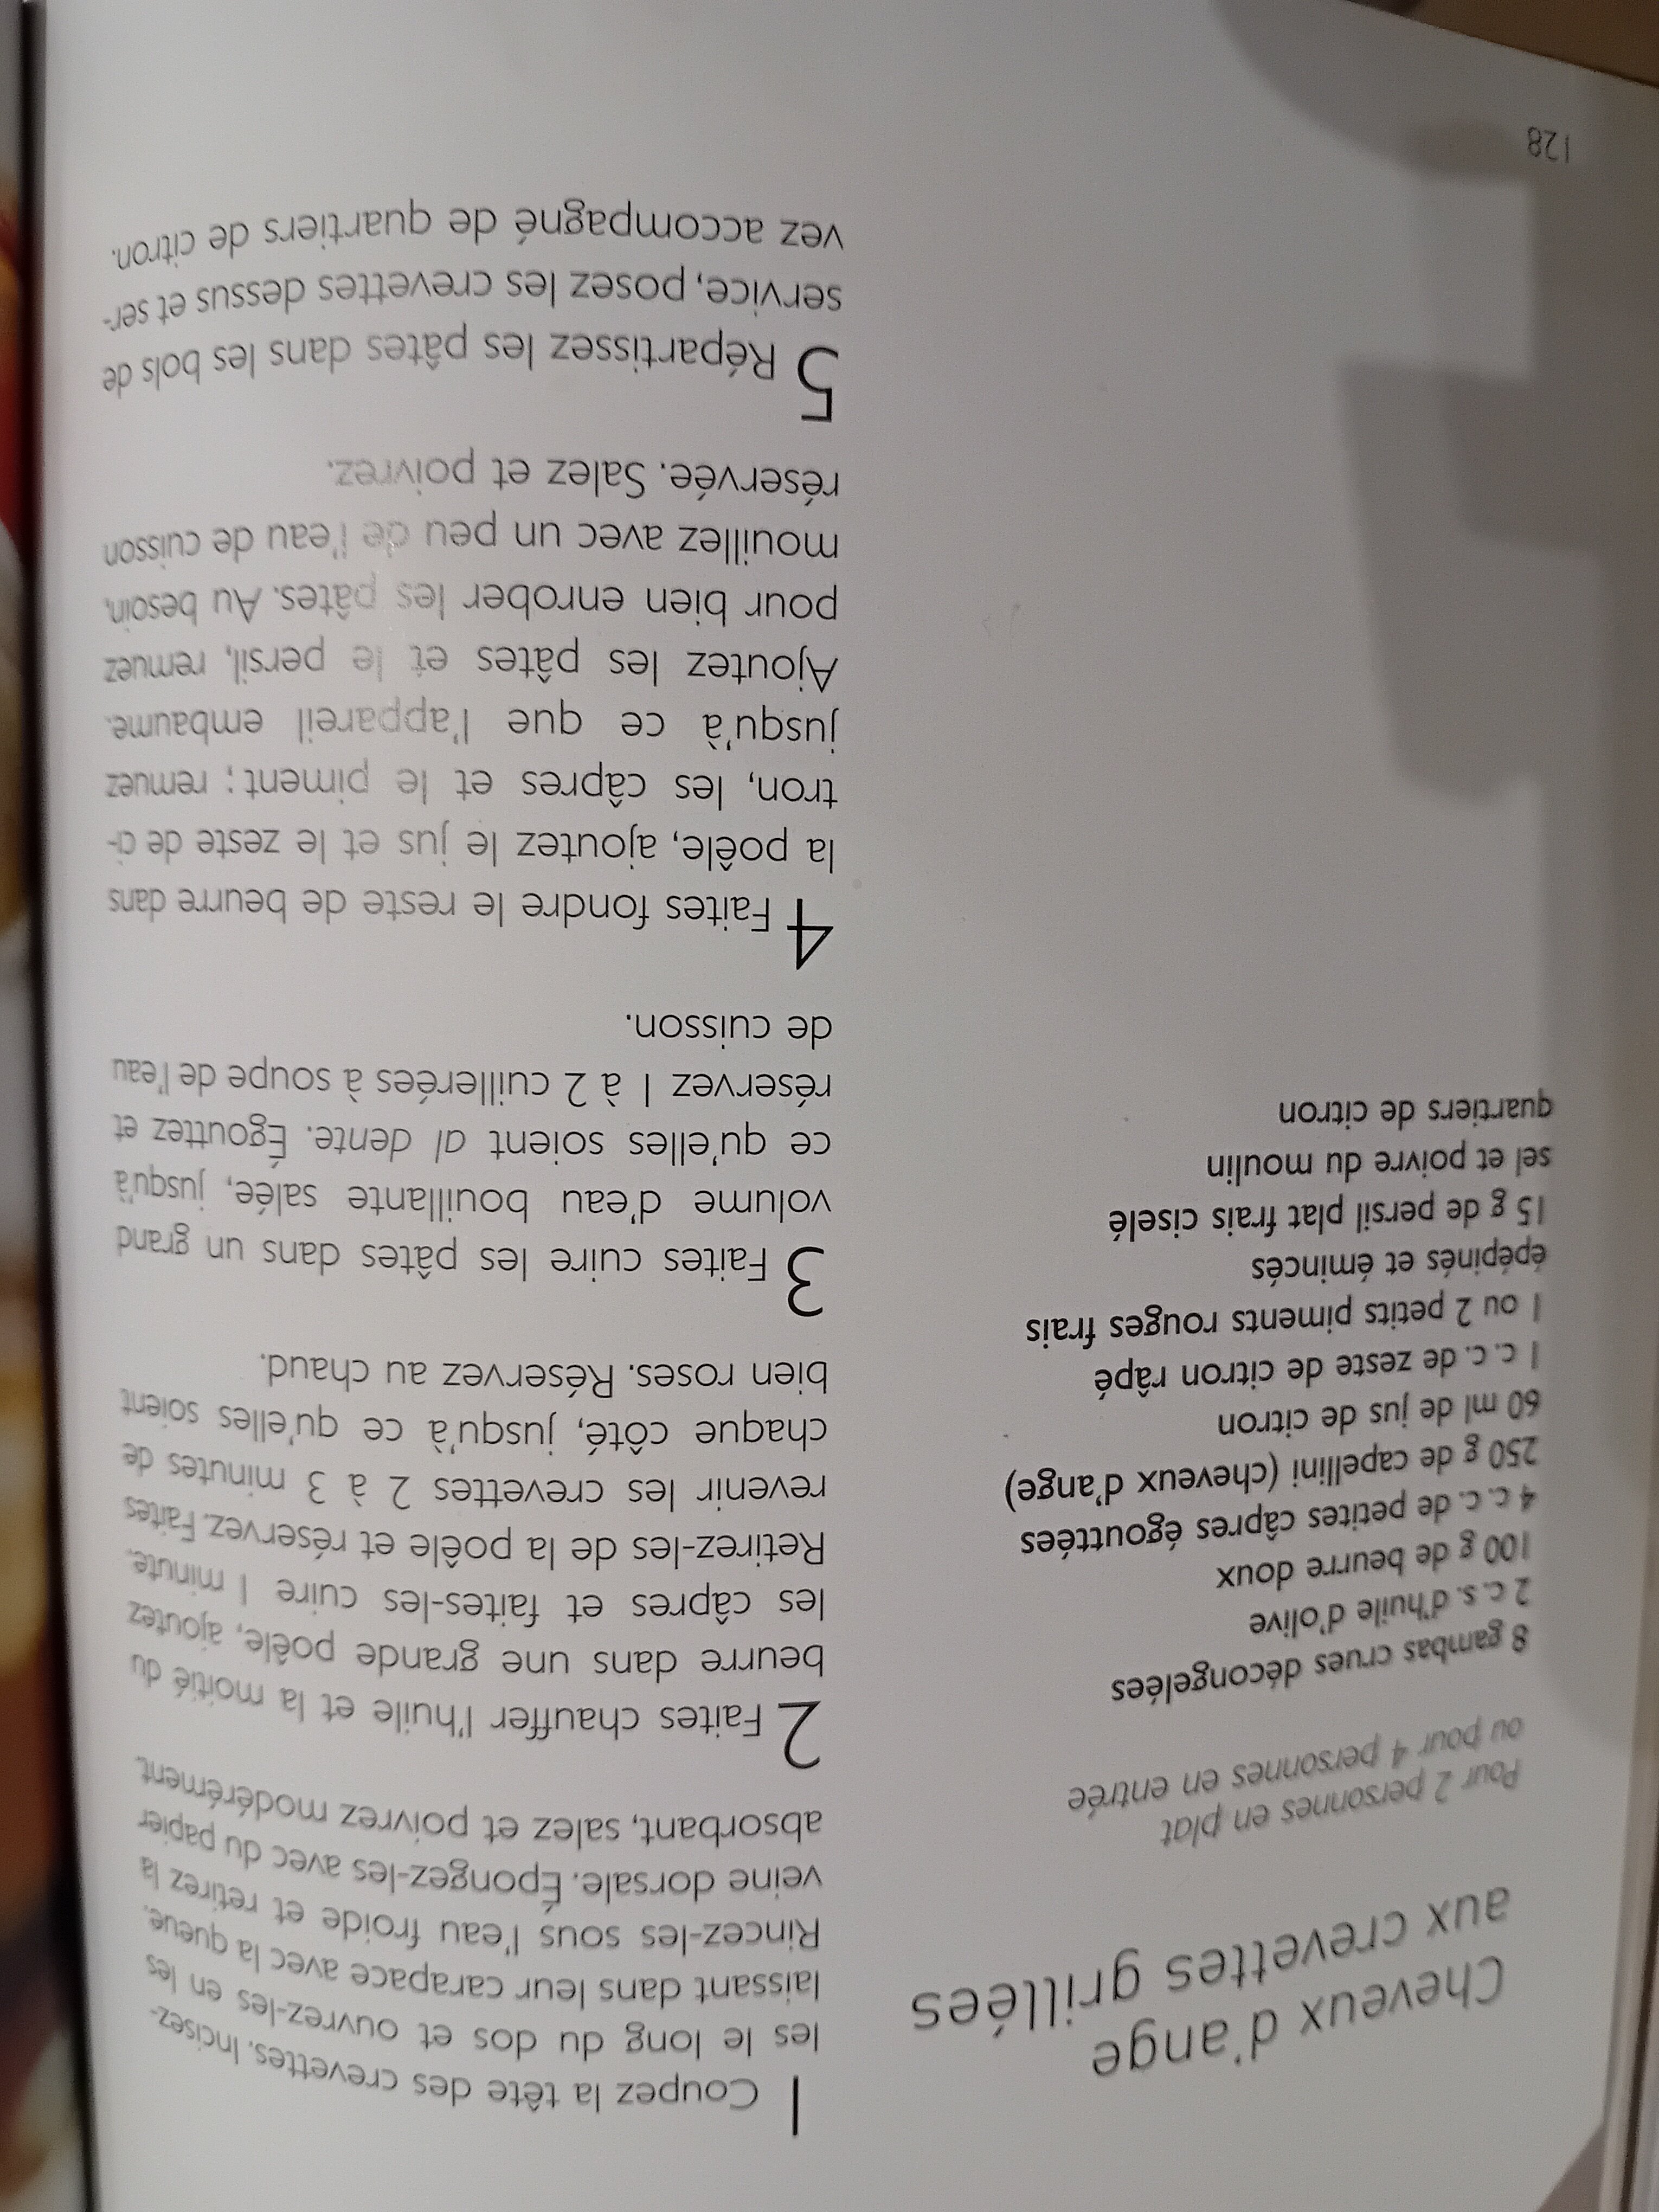 Cheveux d'ange
aux crevettes grillées
Pour 2 personnes en plat
ou pour 4 personnes en entrée
8 gambas crues décongelées
2 c. s. d'huile d'olive
100 g de beurre doux
4 c. c. de petites câpres égouttées
250 g de capellini (cheveux d'ange)
60 ml de jus de citron
1 c. c. de zeste de citron râpé
1 ou 2 petits piments rouges frais
épépinés et émincés
15 g de persil plat frais ciselé
sel et poivre du moulin
quartiers de citron
1 Coupez la tête des crevettes. Incisez-
les le long du dos et ouvrez-les en les
laissant dans leur carapace avec la queue.
Rincez-les sous l'eau froide et retirez la
veine dorsale. Épongez-les avec du papier
absorbant, salez et poivrez modérément.
2 Faites chauffer l'huile et la moitié du
beurre dans une grande poêle, ajoutez
les câpres et faites-les cuire 1 minute.
Retirez-les de la poêle et réservez. Faites
revenir les crevettes 2 à 3 minutes de
chaque côté, jusqu'à ce qu'elles soient
bien roses. Réservez au chaud.
3 Faites cuire les pâtes dans un grand
volume d'eau bouillante salée, jusqu'à
ce qu'elles soient al dente. Égouttez et
réservez 1 à 2 cuillerées à soupe de l'eau
de cuisson.
4 Faites fondre le reste de beurre dans
la poêle, ajoutez le jus et le zeste de ci-
tron, les câpres et le piment ; remuez
jusqu'à ce que l'appareil embaume.
Ajoutez les pâtes et le persil, remuez
pour bien enrober les pâtes. Au besoin,
mouillez avec un peu de l'eau de cuisson
réservée. Salez et poivrez.
5 Répartissez les pâtes dans les bols de
service, posez les crevettes dessus et ser-
vez accompagné de quartiers de citron.
128